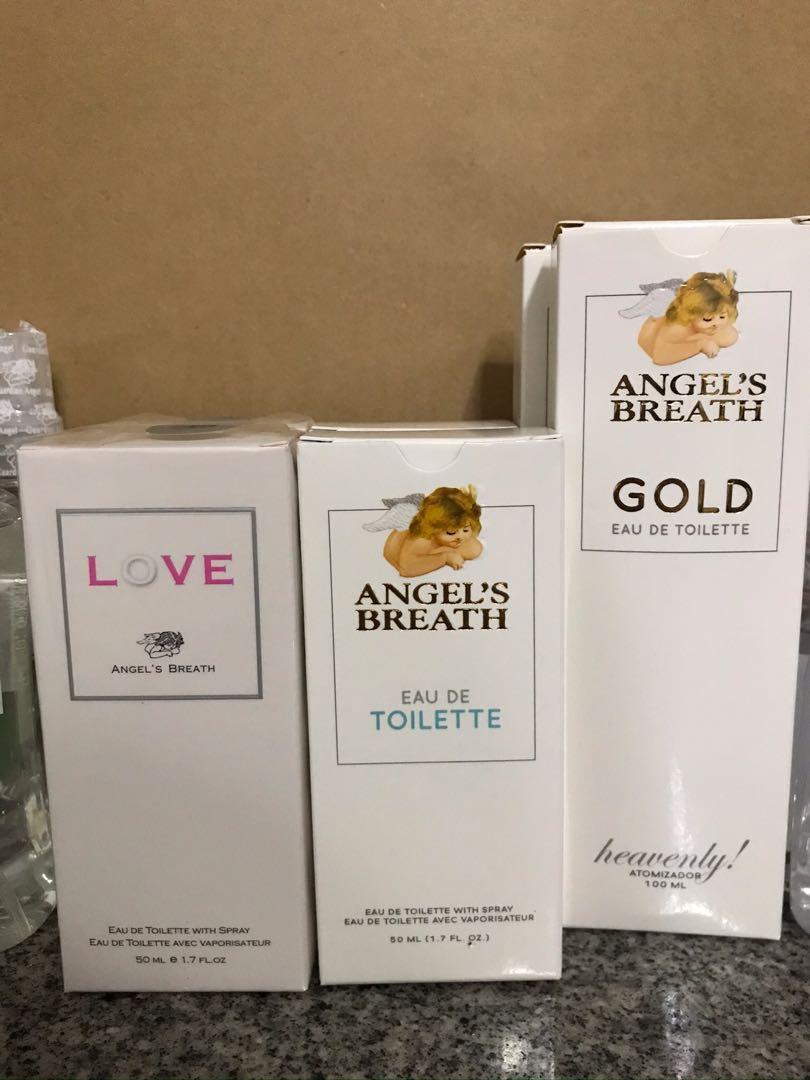 LOVE
ANGEL'S BREATH
EAU DE TOILETTE WITH SPRAY
EAU DE TOILETTE AVEC VAPORISATEUR
50 ML e 1.7 FL.OZ
ANGEL'S
BREATH
EAU DE
TOILETTE
EAU DE TOILETTE WITH SPRAY
EAU DE TOILETTE AVEC VAPORISATEUR
50 ML (1.7 FL. OZ.)
ANGEL'S
BREATH
GOLD
EAU DE TOILETTE
heavenly!
ATOMIZADOR
100 ML